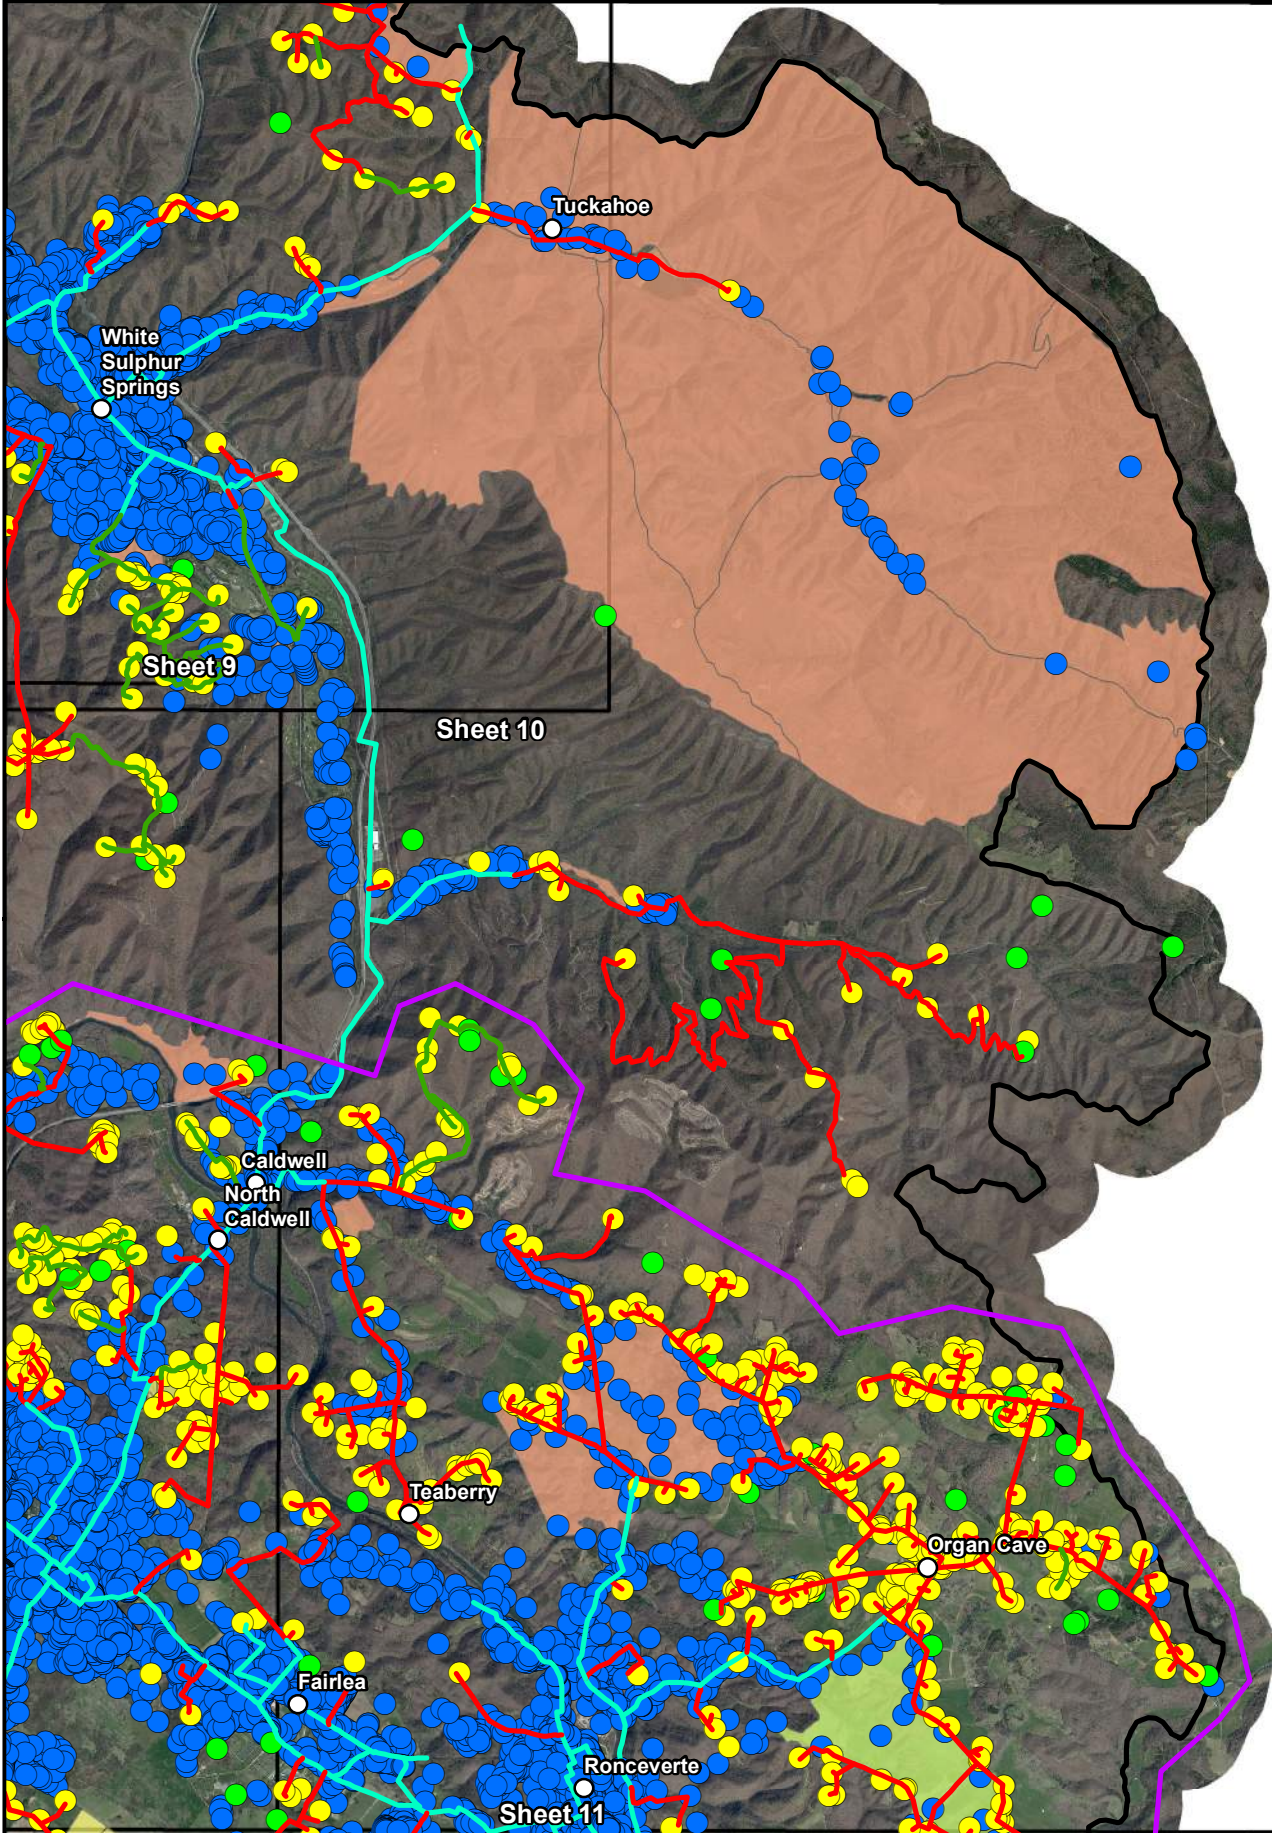 Tuckahoe
White
Sulphur
Springs
Sheet 9
Sheet 10
Caldwell
North
Caldwell
Teaberry
Organ Cave
Fairlea
Ronceverte
Sheet 11